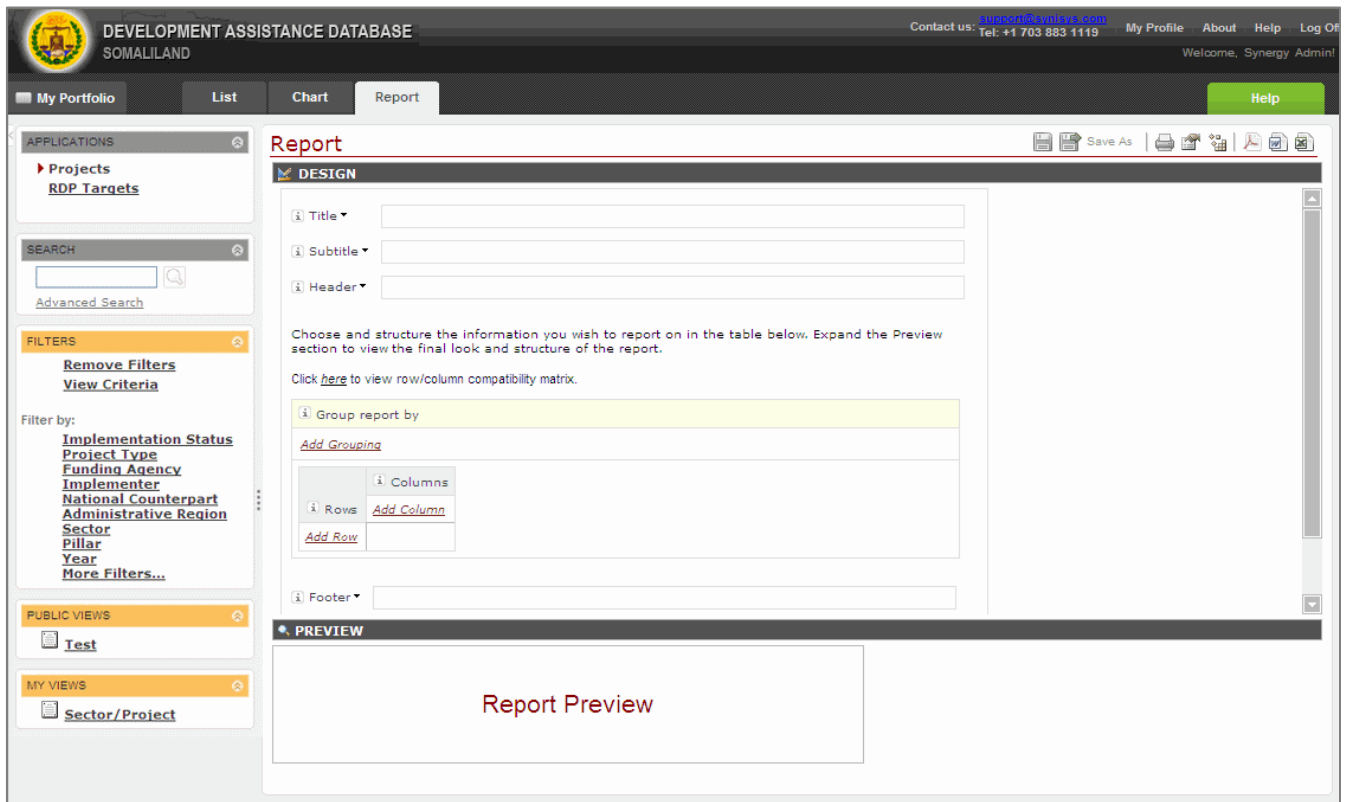 DEVELOPMENT ASSISTANCE DATABASE
SOMALILAND
Contact us: support@synisys.com
Tel: +1 703 883 1119
My Profile About Help Log Off
Welcome, Synergy Admin!
My Portfolio List Chart Report Help
APPLICATIONS
Projects
RDP Targets
SEARCH
Advanced Search
FILTERS
Remove Filters
View Criteria
Filter by:
Implementation Status
Project Type
Funding Agency
Implementer
National Counterpart
Administrative Region
Sector
Pillar
Year
More Filters...
PUBLIC VIEWS
Test
MY VIEWS
Sector/Project
Report
Save As
DESIGN
Title
Subtitle
Header
Choose and structure the information you wish to report on in the table below. Expand the Preview
section to view the final look and structure of the report.
Click here to view row/column compatibility matrix.
Group report by
Add Grouping
Columns
Rows Add Column
Add Row
Footer
PREVIEW
Report Preview